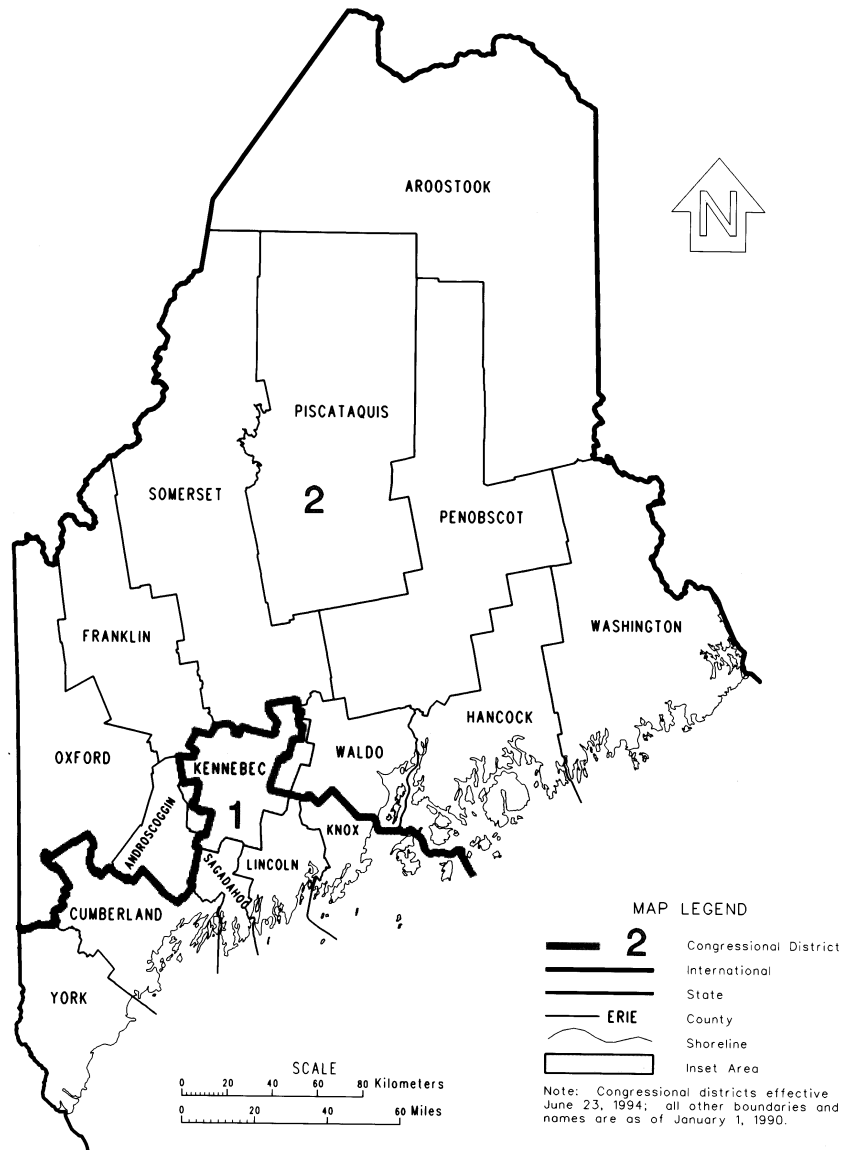 AROOSTOOK
N
PISCATAQUIS
SOMERSET
2
PENOBSCOT
FRANKLIN
WASHINGTON
HANCOCK
OXFORD
KENNEBEC
WALDO
1
ANDROSCOGGIN
KNOX
LINCOLN
SAGADAHOC
CUMBERLAND
YORK
MAP LEGEND
2 Congressional District
International
State
ERIE County
Shoreline
Inset Area
Note: Congressional districts effective
June 23, 1994; all other boundaries and
names are as of January 1, 1990.
SCALE
0 20 40 60 80 Kilometers
0 20 40 60 Miles